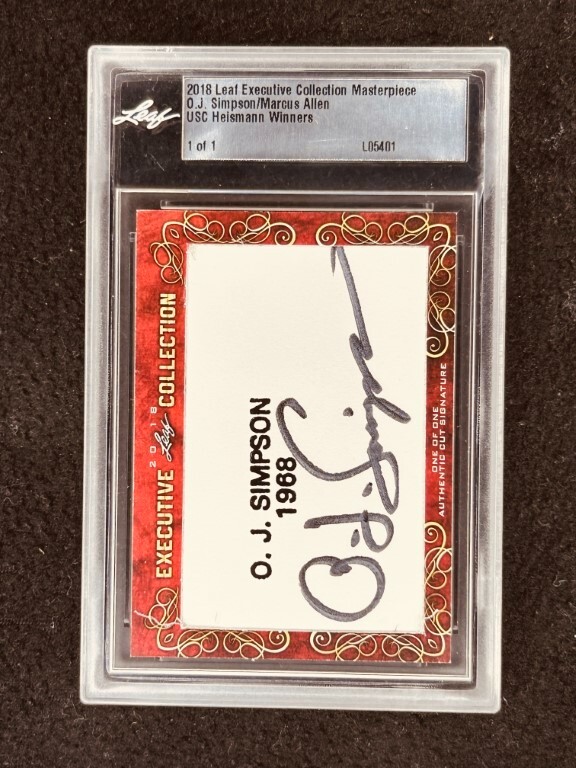 Leaf
2018 Leaf Executive Collection Masterpiece
O.J. Simpson/Marcus Allen
USC Heismann Winners
1 of 1 L05401
2018 Leaf
EXECUTIVE COLLECTION
O. J. SIMPSON
1968
O.J. Simpson
ONE OF ONE
AUTHENTIC CUT SIGNATURE